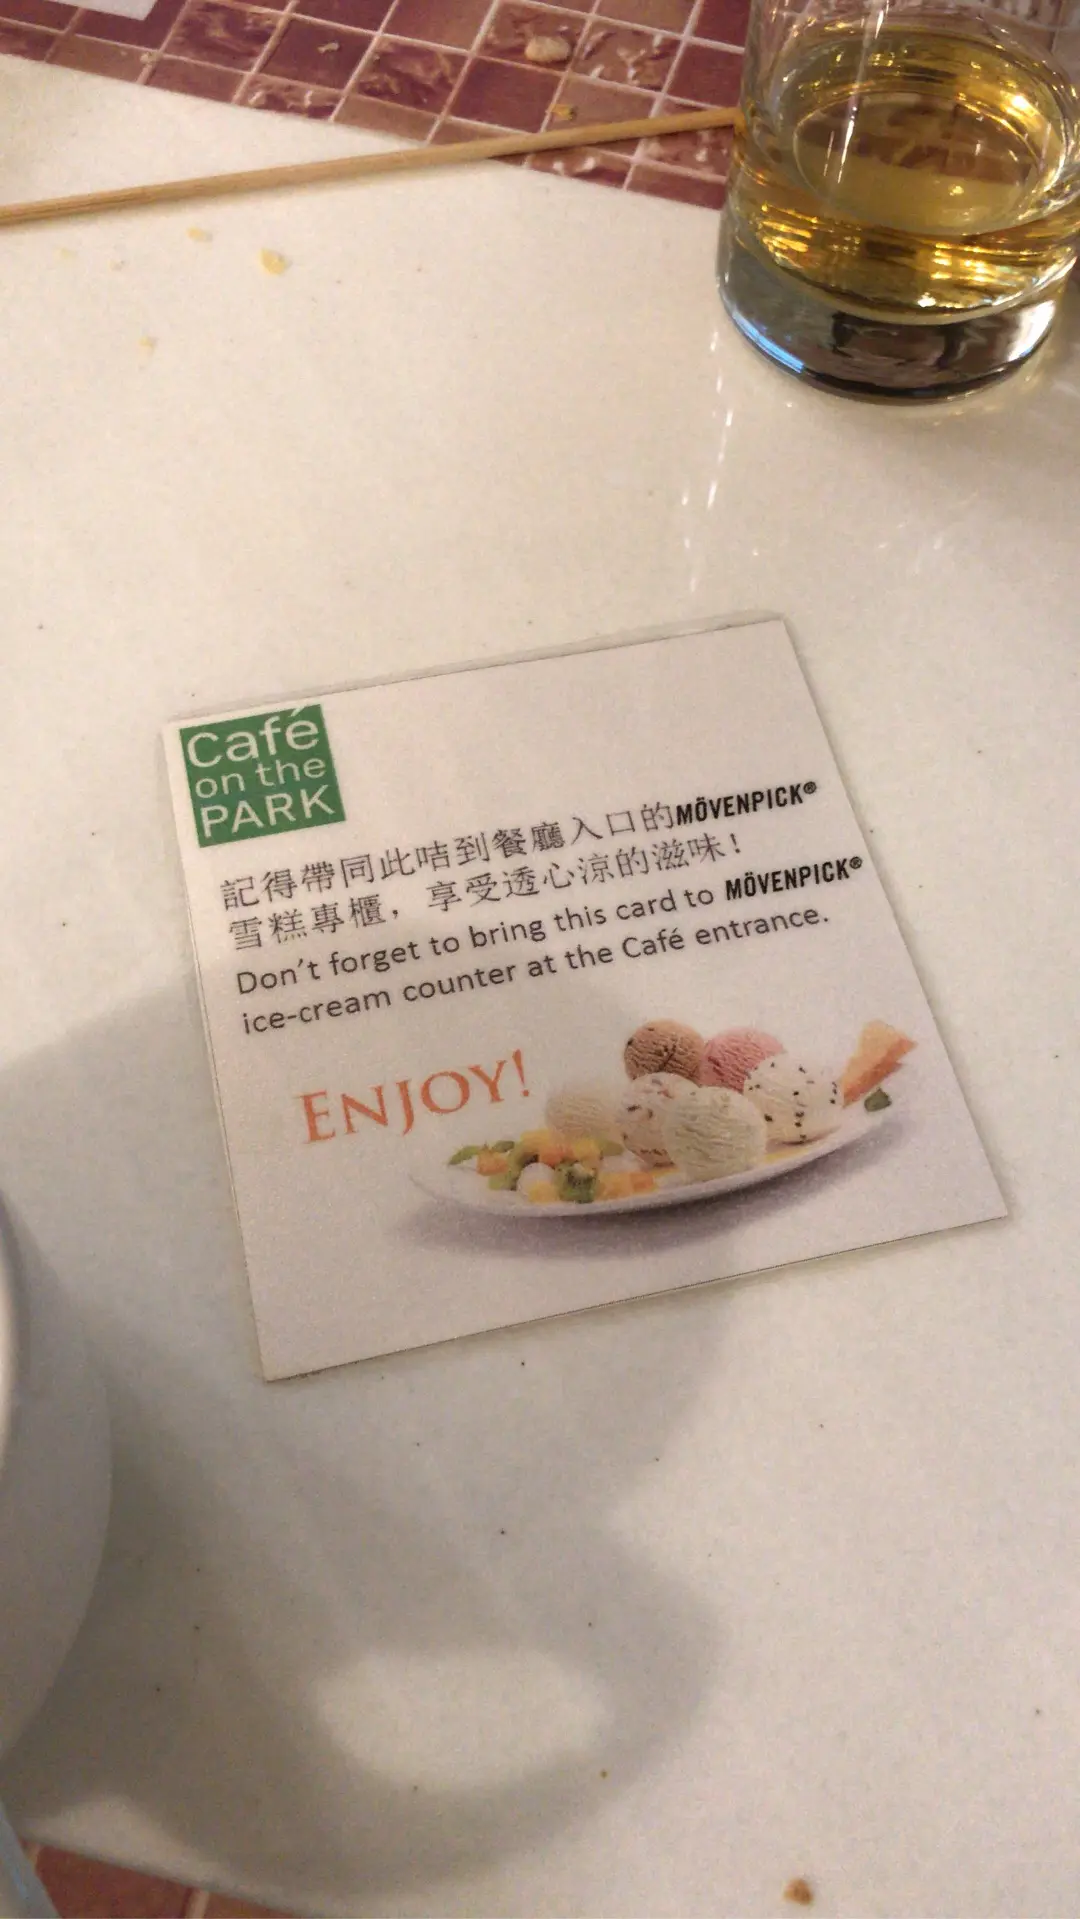 Café
on the
PARK
記得帶同此咭到餐廳入口的MÖVENPICK®
雪糕專櫃，享受透心涼的滋味！
Don't forget to bring this card to MÖVENPICK®
ice-cream counter at the Café entrance.
ENJOY!